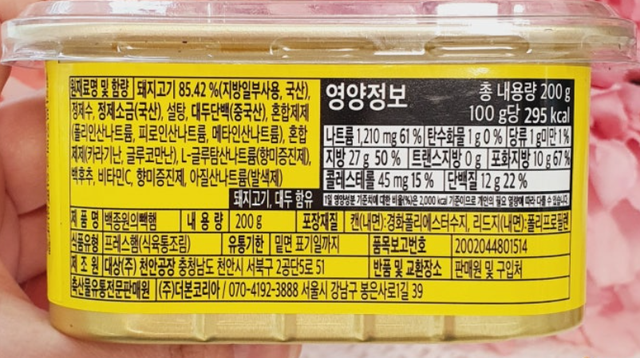 원재료명 및 함량 돼지고기 85.42 %(지방일부사용, 국산),
정제수, 정제소금(국산), 설탕, 대두단백(중국산), 혼합제제
(폴리인산나트륨, 피로인산나트륨, 메타인산나트륨), 혼합
제제(카라기난, 글루코만난), L-글루탐산나트륨(향미증진제),
백후추, 비타민C, 향미증진제, 아질산나트륨(발색제)
돼지고기, 대두 함유
영양정보
총 내용량 200 g
100 g당 295 kcal
나트륨 1,210 mg 61 % 탄수화물 1 g 0 % 당류 1 g미만 1 %
지방 27 g 50 % 트랜스지방 0 g 포화지방 10 g 67 %
콜레스테롤 45 mg 15 % 단백질 12 g 22 %
1일 영양성분 기준치에 대한 비율(%)은 2,000 kcal 기준이므로 개인의 필요 열량에 따라 다를 수 있습니다.
제 품 명 백종원의빽햄 내 용 량 200 g 포장재질 캔(내면):경화폴리에스터수지, 리드지(내면):폴리프로필렌
식품유형 프레스햄(식육통조림) 유통기한 밑면 표기일까지 품목보고번호 2002044801514
제 조 원 대상(주) 천안공장 충청남도 천안시 서북구 2공단5로 51 반품 및 교환장소 판매원 및 구입처
축산물유통전문판매원 (주)더본코리아 / 070-4192-3888 서울시 강남구 봉은사로1길 39